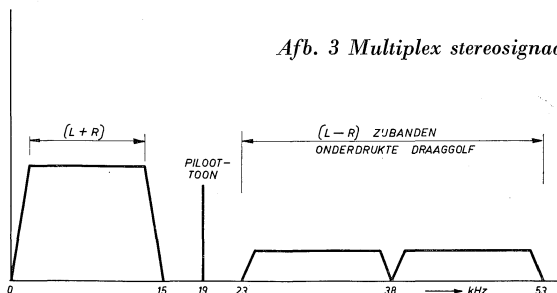 Afb. 3 Multiplex stereosignaa
(L+R)
(L–R) ZIJBANDEN
ONDERDRUKTE DRAAGGOLF
PILOOT-
TOON
0 15 19 23 38 kHz 53